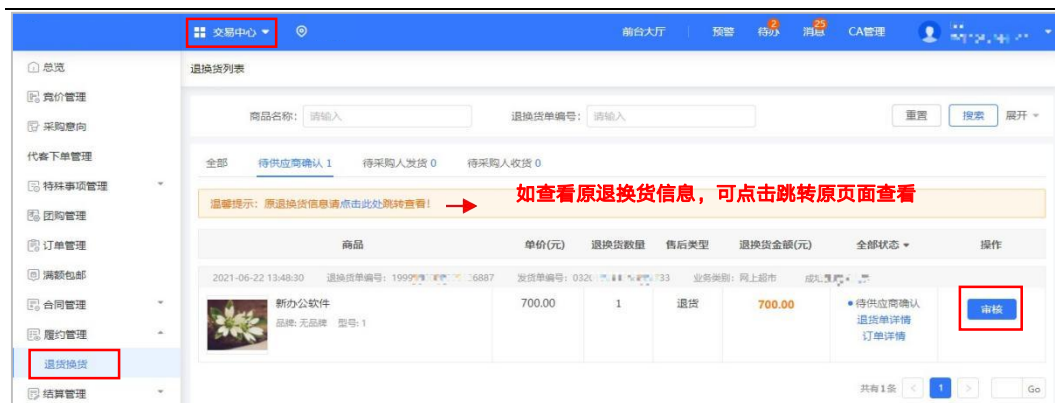 交易中心
前台大厅 预警 待办 2 消息 25 CA管理
总览
竞价管理
采购意向
代客下单管理
特殊事项管理
团购管理
订单管理
满额包邮
合同管理
履约管理
退货换货
结算管理
退换货列表
商品名称： 请输入 退换货单编号： 请输入 重置 搜索 展开
全部 待供应商确认 1 待采购人发货 0 待采购人收货 0
温馨提示：原退换货信息请点击此处跳转查看！
如查看原退换货信息，可点击跳转原页面查看
商品 单价(元) 退换货数量 售后类型 退换货金额(元) 全部状态 操作
2021-06-22 13:48:30 退换货单编号：1999 6887 发货单编号：032 33 业务类别：网上超市
新办公软件 700.00 1 退货 700.00 待供应商确认 审核
品牌: 无品牌 型号: 1 退货单详情
订单详情
共有1条 < 1 > Go